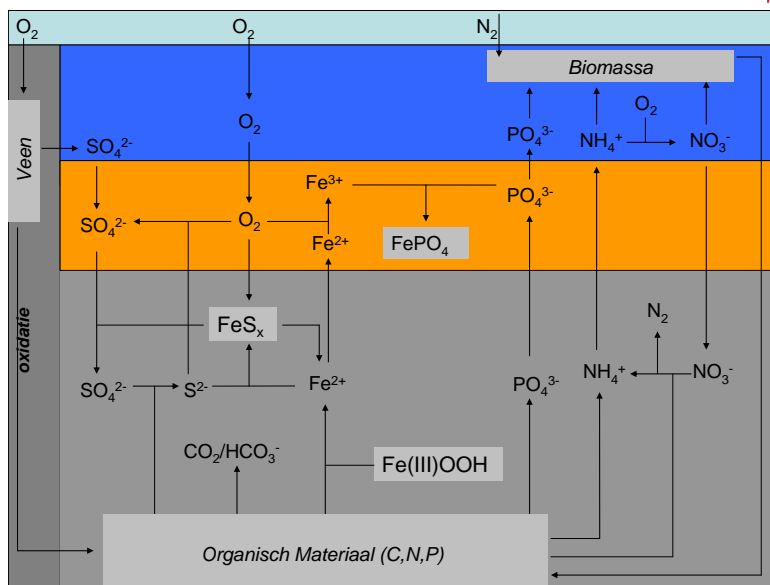 O₂
O₂
N₂
Biomassa
Veen
O₂
O₂
SO₄²⁻
PO₄³⁻
NH₄⁺
NO₃⁻
Fe³⁺
PO₄³⁻
SO₄²⁻
O₂
Fe²⁺
FePO₄
oxidatie
FeSₓ
N₂
SO₄²⁻
S²⁻
Fe²⁺
PO₄³⁻
NH₄⁺
NO₃⁻
CO₂/HCO₃⁻
Fe(III)OOH
Organisch Materiaal (C,N,P)